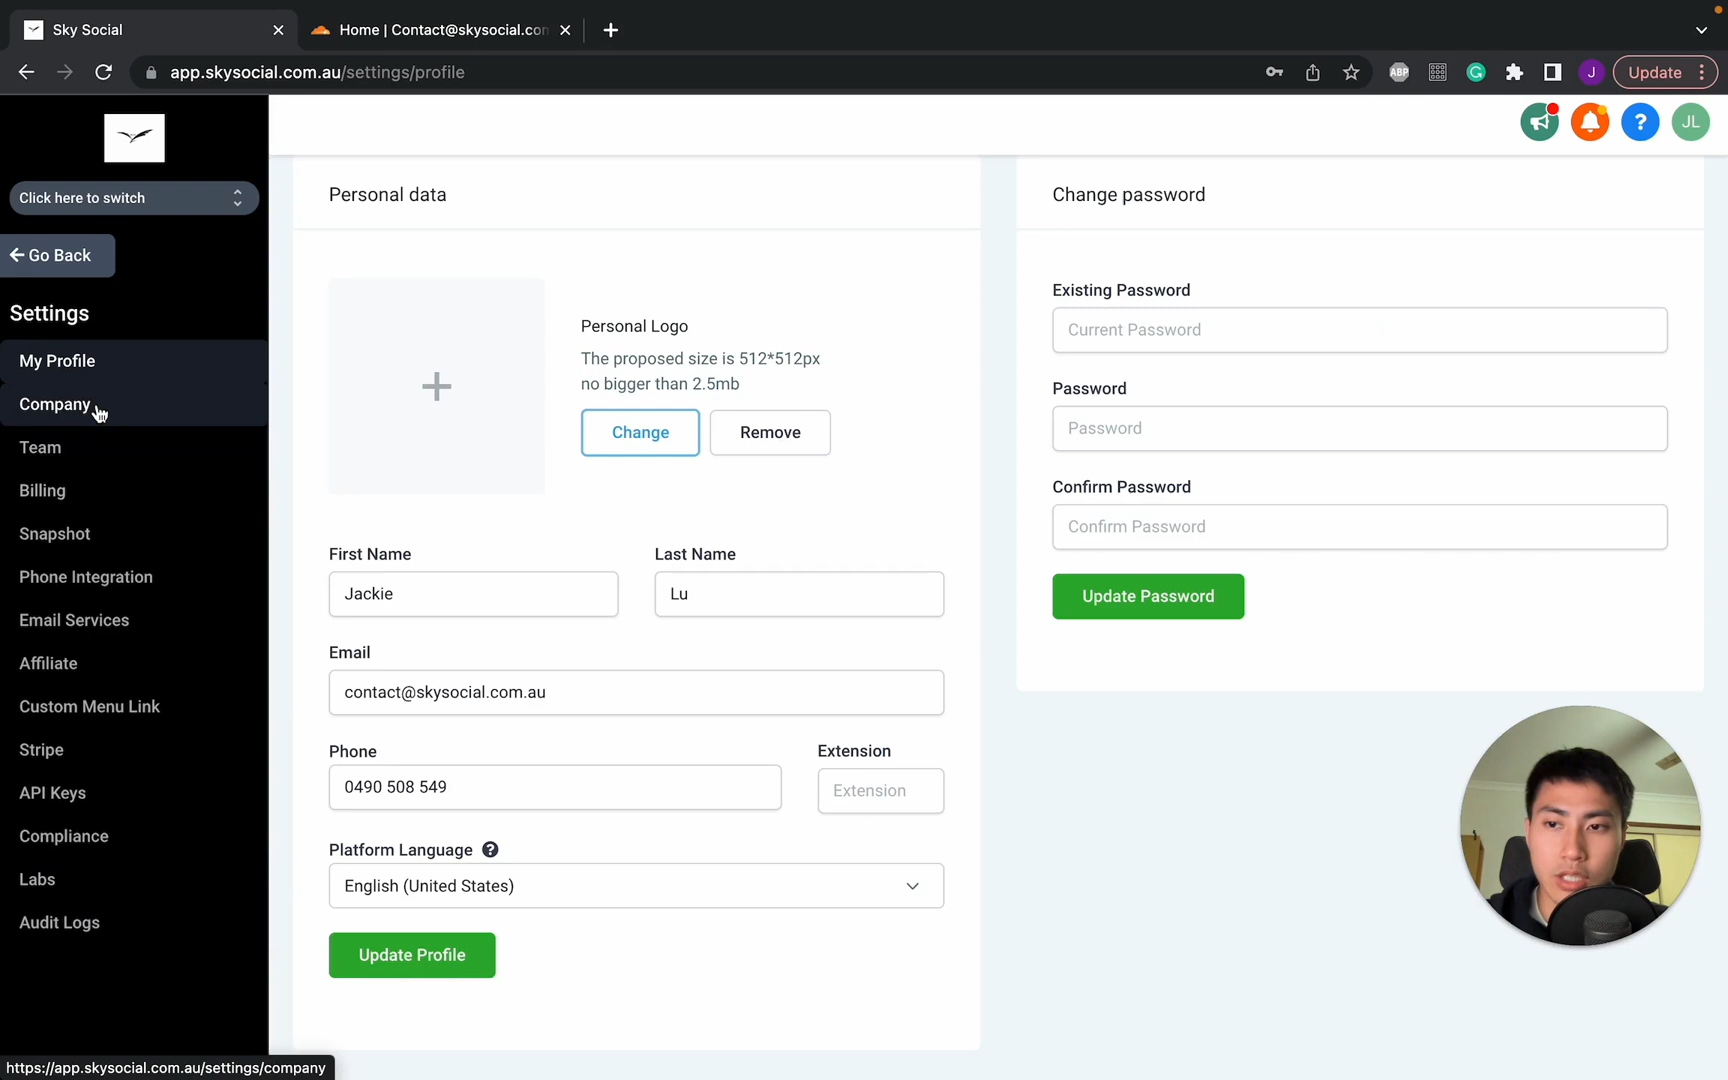 Sky Social
Home | Contact@skysocial.con
app.skysocial.com.au/settings/profile
ABP
J
Update
Click here to switch
Go Back
Settings
My Profile
Company
Team
Billing
Snapshot
Phone Integration
Email Services
Affiliate
Custom Menu Link
Stripe
API Keys
Compliance
Labs
Audit Logs
https://app.skysocial.com.au/settings/company
?
JL
Personal data
Personal Logo
The proposed size is 512*512px
no bigger than 2.5mb
Change
Remove
First Name
Last Name
Jackie
Lu
Email
contact@skysocial.com.au
Phone
Extension
0490 508 549
Extension
Platform Language ?
English (United States)
Update Profile
Change password
Existing Password
Current Password
Password
Password
Confirm Password
Confirm Password
Update Password